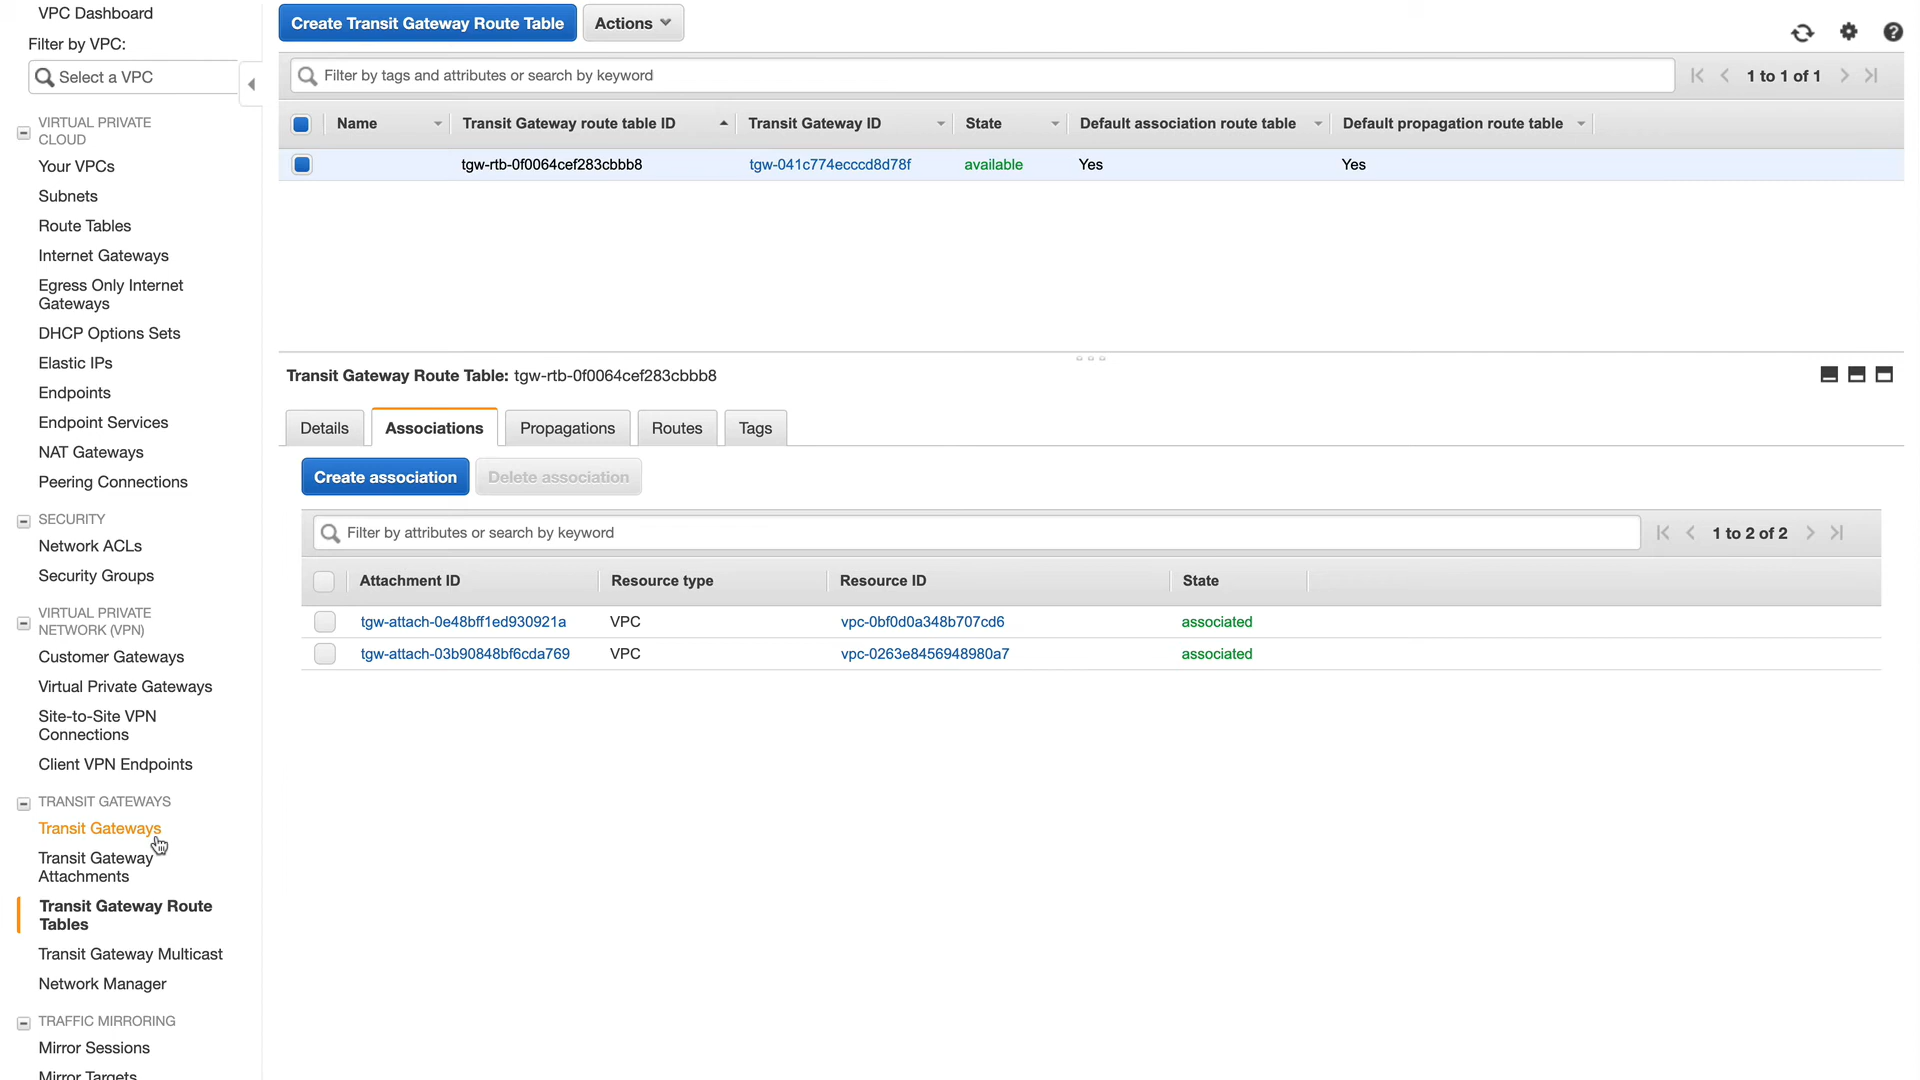 VPC Dashboard
Filter by VPC:
Select a VPC
VIRTUAL PRIVATE
CLOUD
Your VPCs
Subnets
Route Tables
Internet Gateways
Egress Only Internet
Gateways
DHCP Options Sets
Elastic IPs
Endpoints
Endpoint Services
NAT Gateways
Peering Connections
SECURITY
Network ACLs
Security Groups
VIRTUAL PRIVATE
NETWORK (VPN)
Customer Gateways
Virtual Private Gateways
Site-to-Site VPN
Connections
Client VPN Endpoints
TRANSIT GATEWAYS
Transit Gateways
Transit Gateway
Attachments
Transit Gateway Route
Tables
Transit Gateway Multicast
Network Manager
TRAFFIC MIRRORING
Mirror Sessions
Mirror Targets
Create Transit Gateway Route Table Actions
Filter by tags and attributes or search by keyword 1 to 1 of 1
Name Transit Gateway route table ID Transit Gateway ID State Default association route table Default propagation route table
tgw-rtb-0f0064cef283cbbb8 tgw-041c774ecccd8d78f available Yes Yes
Transit Gateway Route Table: tgw-rtb-0f0064cef283cbbb8
Details Associations Propagations Routes Tags
Create association Delete association
Filter by attributes or search by keyword 1 to 2 of 2
Attachment ID Resource type Resource ID State
tgw-attach-0e48bff1ed930921a VPC vpc-0bf0d0a348b707cd6 associated
tgw-attach-03b90848bf6cda769 VPC vpc-0263e8456948980a7 associated